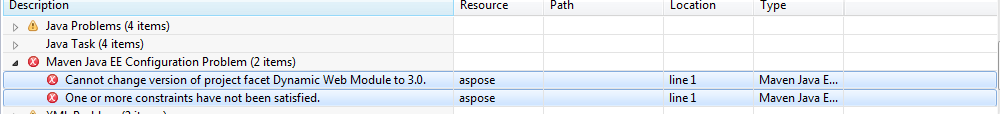 Description Resource Path Location Type
Java Problems (4 items)
Java Task (4 items)
Maven Java EE Configuration Problem (2 items)
Cannot change version of project facet Dynamic Web Module to 3.0. aspose line 1 Maven Java E...
One or more constraints have not been satisfied. aspose line 1 Maven Java E...